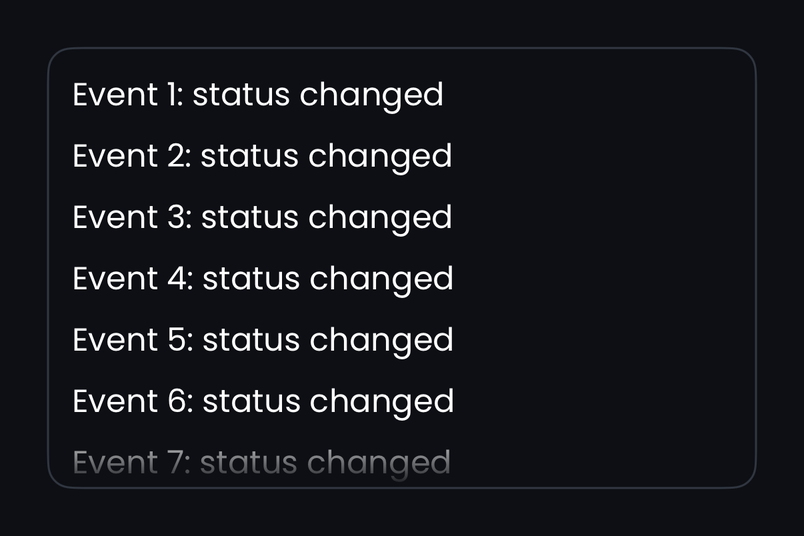 Event 1: status changed
Event 2: status changed
Event 3: status changed
Event 4: status changed
Event 5: status changed
Event 6: status changed
Event 7: status changed